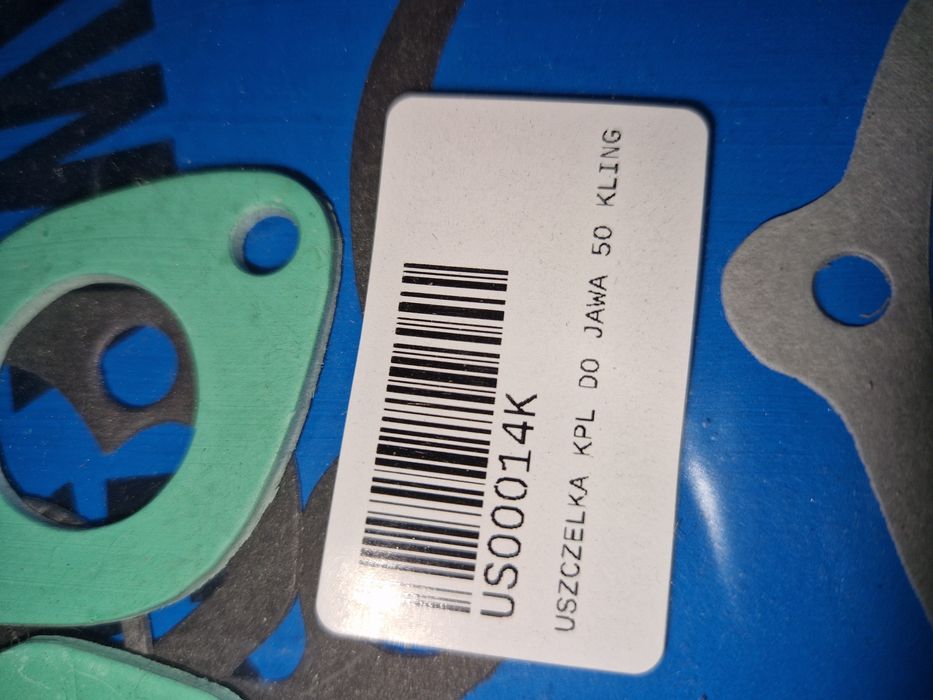 US00014K
USZCZELKA KPL DO JAWA 50 KLING